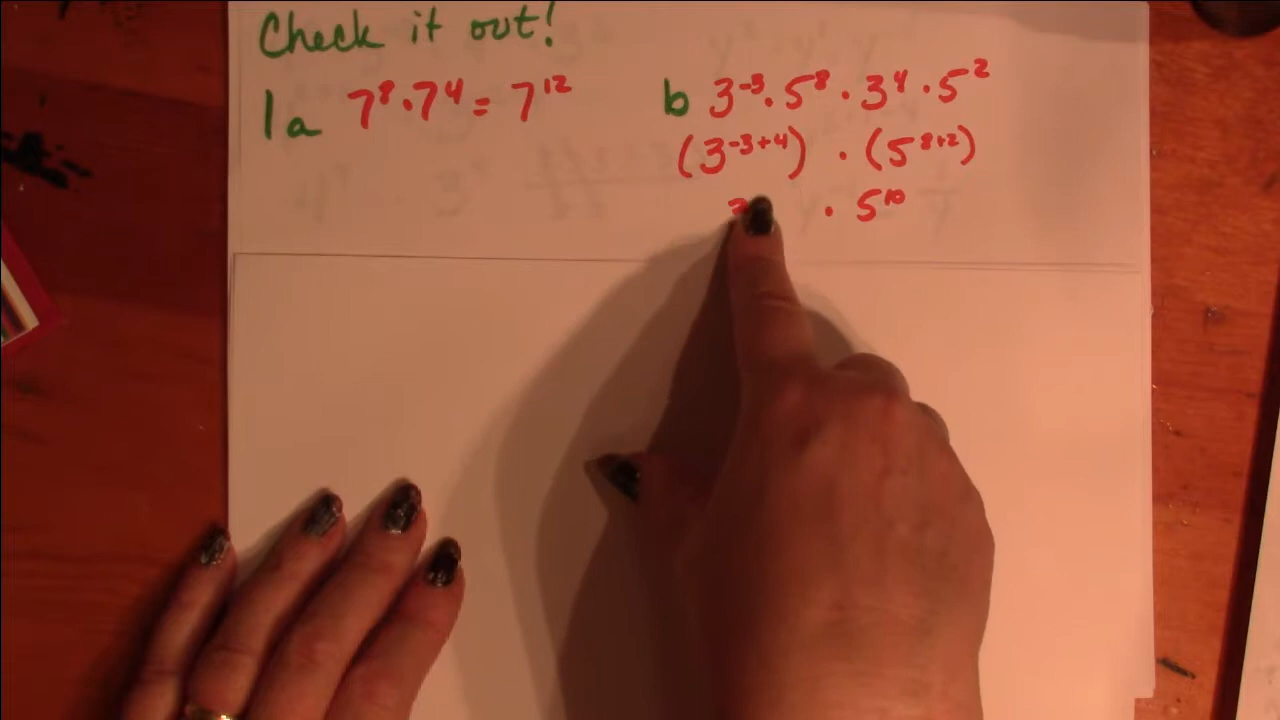 Check it out!
1a 7⁸·7⁴ = 7¹²
b 3⁻³·5⁸·3⁴·5²
(3⁻³⁺⁴) · (5⁸⁺²)
· 5¹⁰